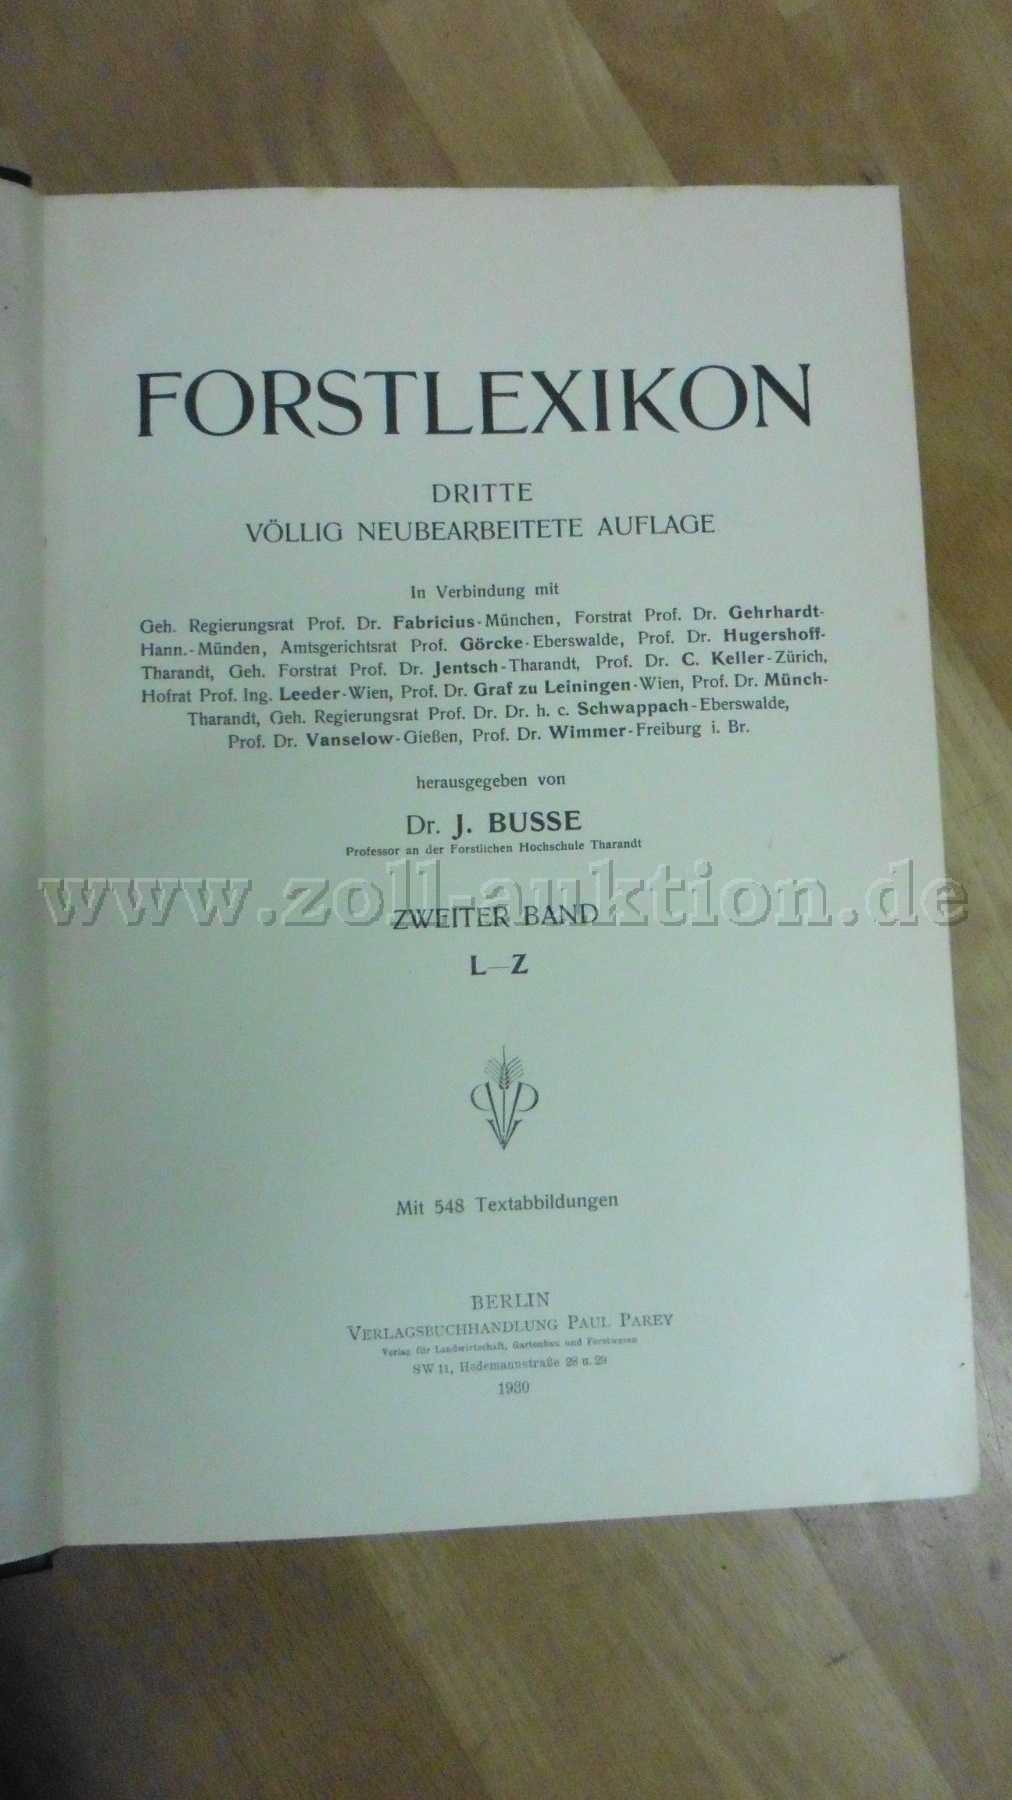 FORSTLEXIKON
DRITTE
VÖLLIG NEUBEARBEITETE AUFLAGE
In Verbindung mit
Geh. Regierungsrat Prof. Dr. Fabricius-München, Forstrat Prof. Dr. Gehrhardt-
Hann.-Münden, Amtsgerichtsrat Prof. Görcke-Eberswalde, Prof. Dr. Hugershoff-
Tharandt, Geh. Forstrat Prof. Dr. Jentsch-Tharandt, Prof. Dr. C. Keller-Zürich,
Hofrat Prof. Ing. Leeder-Wien, Prof. Dr. Graf zu Leiningen-Wien, Prof. Dr. Münch-
Tharandt, Geh. Regierungsrat Prof. Dr. Dr. h. c. Schwappach-Eberswalde,
Prof. Dr. Vanselow-Gießen, Prof. Dr. Wimmer-Freiburg i. Br.
herausgegeben von
Dr. J. BUSSE
Professor an der Forstlichen Hochschule Tharandt
www.zoll-auktion.de
ZWEITER BAND
L—Z
Mit 548 Textabbildungen
BERLIN
VERLAGSBUCHHANDLUNG PAUL PAREY
Verlag für Landwirtschaft, Gartenbau und Forstwesen
SW 11, Hedemannstraße 28 u. 29
1930